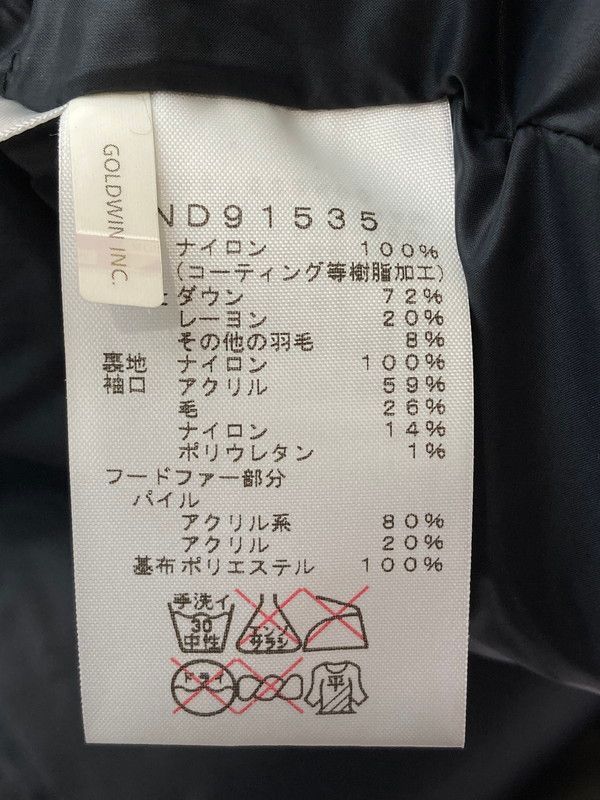 GOLDWIN INC.
ND91535
ナイロン 100%
(コーティング等樹脂加工)
ダウン 72%
レーヨン 20%
その他の羽毛 8%
裏地 ナイロン 100%
袖口 アクリル 59%
毛 26%
ナイロン 14%
ポリウレタン 1%
フードファー部分
パイル
アクリル系 80%
アクリル 20%
基布ポリエステル 100%
手洗イ
30
中性
エンソ
サラシ
ドライ
平